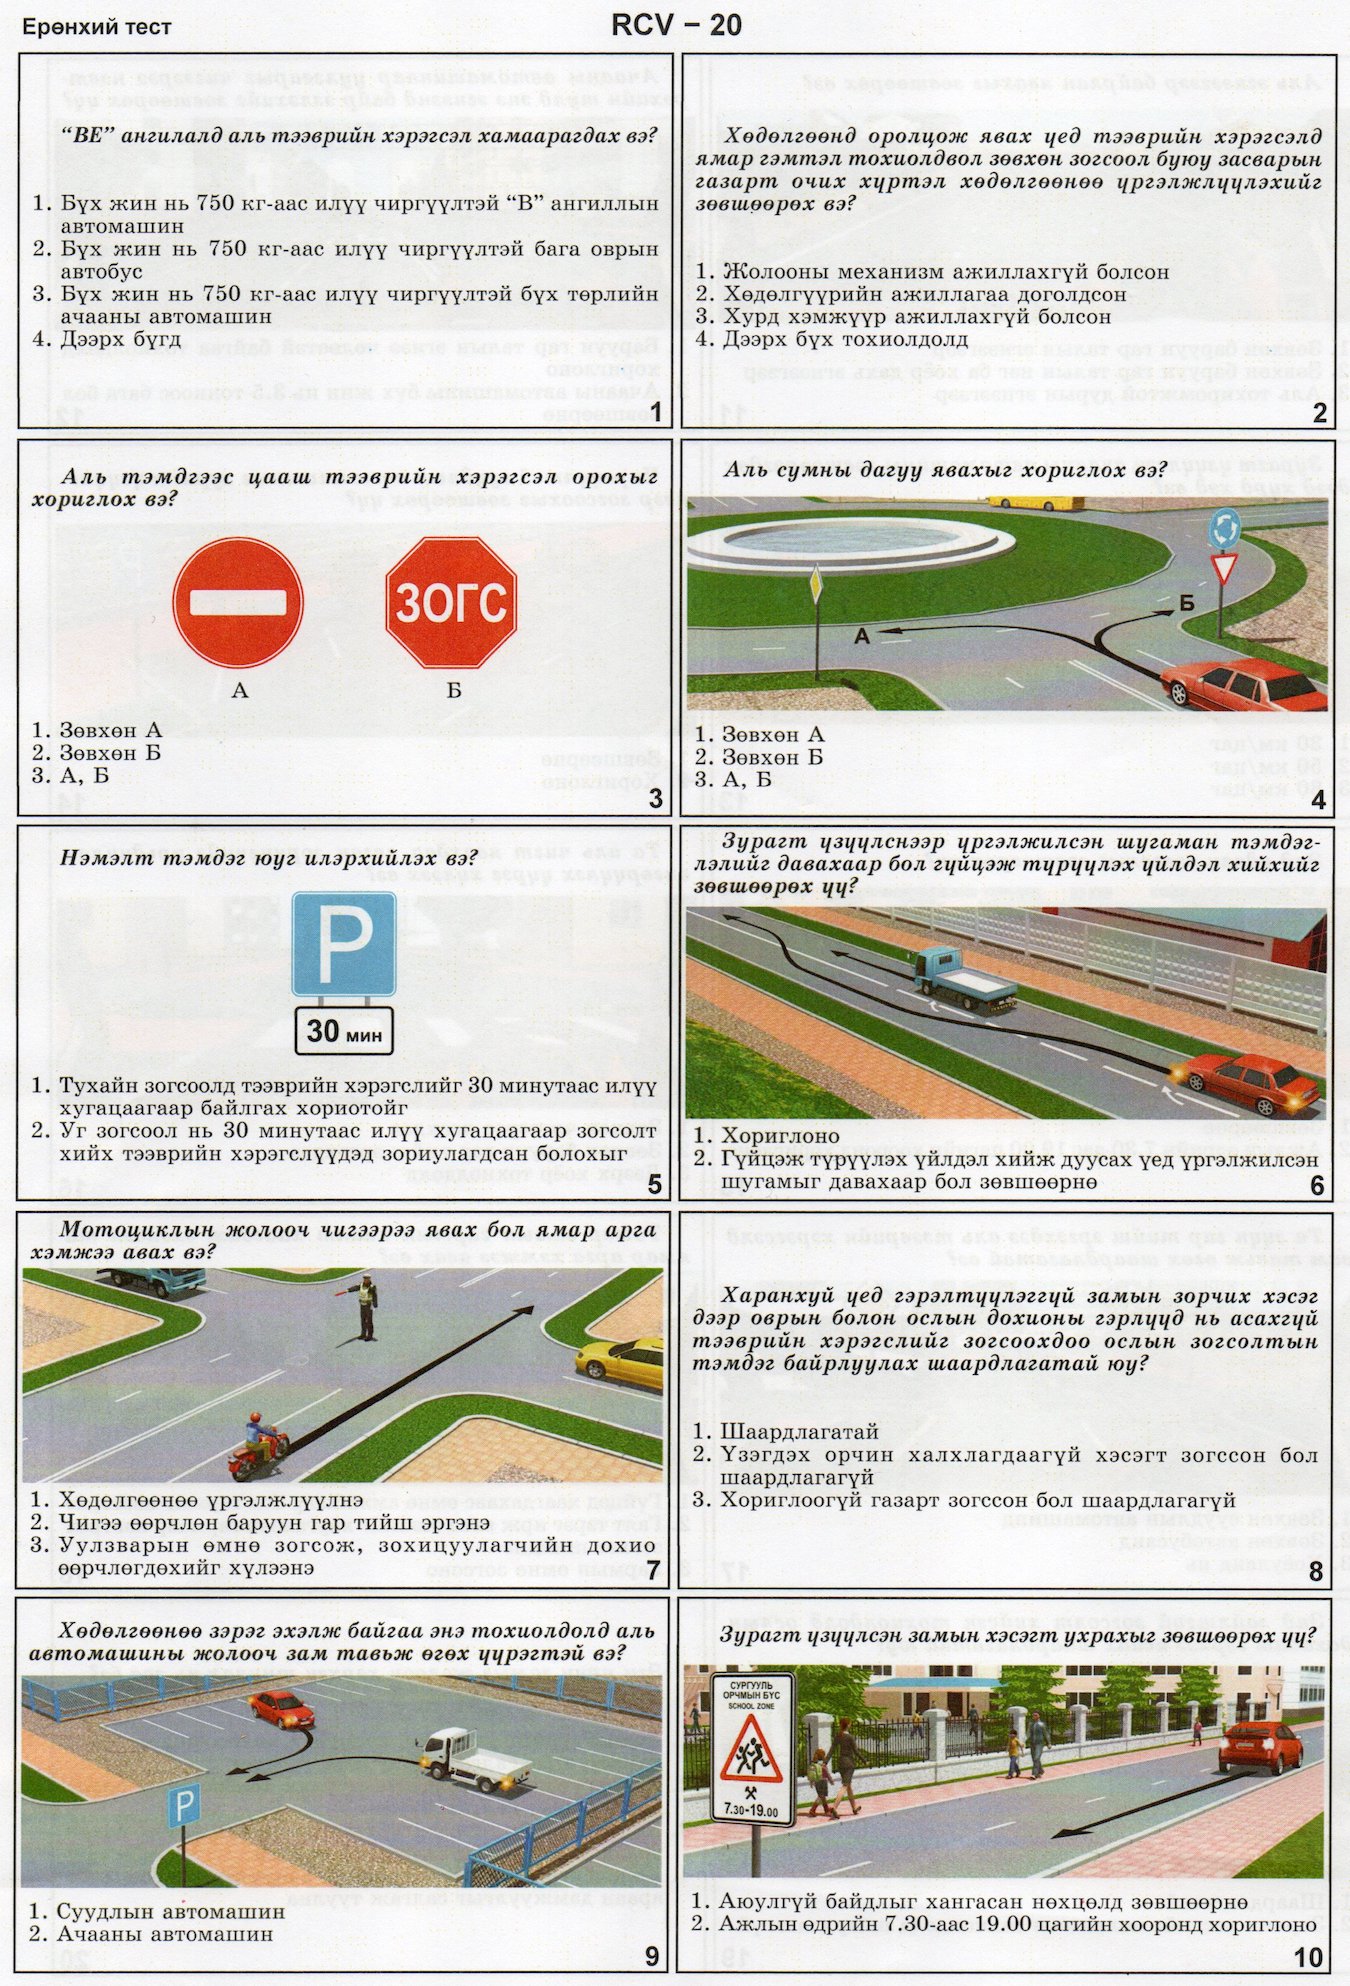 Ерөнхий тест
RCV – 20
“BE” ангилалд аль тээврийн хэрэгсэл хамаарагдах вэ?
1. Бүх жин нь 750 кг-аас илүү чиргүүлтэй “B” ангиллын
автомашин
2. Бүх жин нь 750 кг-аас илүү чиргүүлтэй бага оврын
автобус
3. Бүх жин нь 750 кг-аас илүү чиргүүлтэй бүх төрлийн
ачааны автомашин
4. Дээрх бүгд
1
Хөдөлгөөнд оролцож явах үед тээврийн хэрэгсэлд
ямар гэмтэл тохиолдвол зөвхөн зогсоол буюу засварын
газарт очих хүртэл хөдөлгөөнөө үргэлжлүүлэхийг
зөвшөөрөх вэ?
1. Жолооны механизм ажиллахгүй болсон
2. Хөдөлгүүрийн ажиллагаа доголдсон
3. Хурд хэмжүүр ажиллахгүй болсон
4. Дээрх бүх тохиолдолд
2
Аль тэмдгээс цааш тээврийн хэрэгсэл орохыг
хориглох вэ?
ЗОГС
А
Б
1. Зөвхөн А
2. Зөвхөн Б
3. А, Б
3
Аль сумны дагуу явахыг хориглох вэ?
А
Б
1. Зөвхөн А
2. Зөвхөн Б
3. А, Б
4
Нэмэлт тэмдэг юуг илэрхийлэх вэ?
P
30 мин
1. Тухайн зогсоолд тээврийн хэрэгслийг 30 минутаас илүү
хугацаагаар байлгах хориотойг
2. Уг зогсоол нь 30 минутаас илүү хугацаагаар зогсолт
хийх тээврийн хэрэгслүүдэд зориулагдсан болохыг
5
Зурагт үзүүлснээр үргэлжилсэн шугаман тэмдэг-
лэлийг давахаар бол гүйцэж түрүүлэх үйлдэл хийхийг
зөвшөөрөх үү?
1. Хориглоно
2. Гүйцэж түрүүлэх үйлдэл хийж дуусах үед үргэлжилсэн
шугамыг давахаар бол зөвшөөрнө
6
Мотоциклын жолооч чигээрээ явах бол ямар арга
хэмжээ авах вэ?
1. Хөдөлгөөнөө үргэлжлүүлнэ
2. Чигээ өөрчлөн баруун гар тийш эргэнэ
3. Уулзварын өмнө зогсож, зохицуулагчийн дохио
өөрчлөгдөхийг хүлээнэ
7
Харанхуй үед гэрэлтүүлэггүй замын зорчих хэсэг
дээр оврын болон ослын дохионы гэрлүүд нь асахгүй
тээврийн хэрэгслийг зогсоохдоо ослын зогсолтын
тэмдэг байрлуулах шаардлагатай юу?
1. Шаардлагатай
2. Үзэгдэх орчин халхлагдаагүй хэсэгт зогссон бол
шаардлагагүй
3. Хориглоогүй газарт зогссон бол шаардлагагүй
8
Хөдөлгөөнөө зэрэг эхэлж байгаа энэ тохиолдолд аль
автомашины жолооч зам тавьж өгөх үүрэгтэй вэ?
P
1. Суудлын автомашин
2. Ачааны автомашин
9
Зурагт үзүүлсэн замын хэсэгт ухрахыг зөвшөөрөх үү?
СУРГУУЛЬ
ОРЧМЫН БҮС
SCHOOL ZONE
7.30-19.00
1. Аюулгүй байдлыг хангасан нөхцөлд зөвшөөрнө
2. Ажлын өдрийн 7.30-аас 19.00 цагийн хооронд хориглоно
10